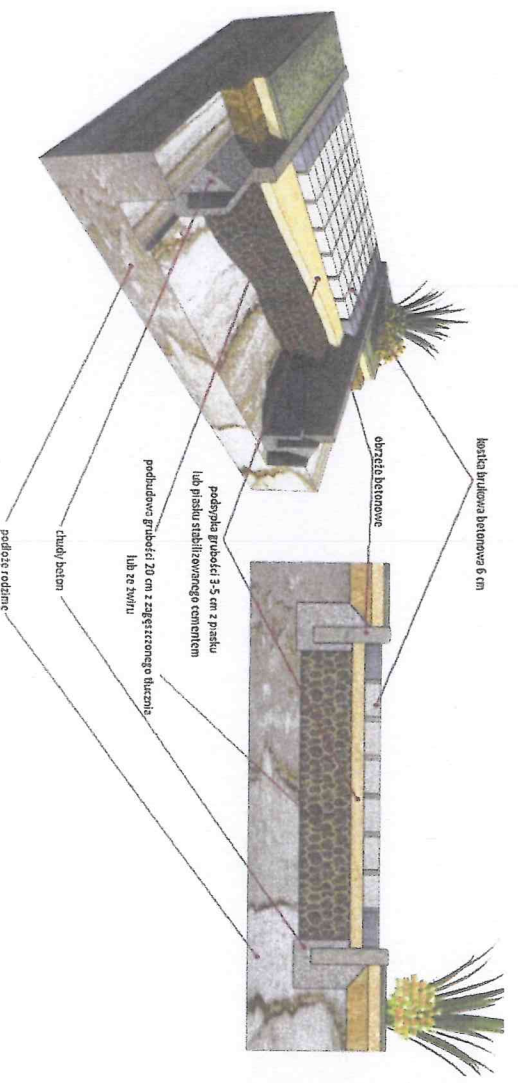 kostka brukowa betonowa 6 cm
obrzeże betonowe
podsypka grubości 3-5 cm z piasku
lub piasku stabilizowanego cementem
podbudowa grubości 20 cm z zagęszczonego tłucznia
lub ze żwiru
chudy beton
podłoże rodzime